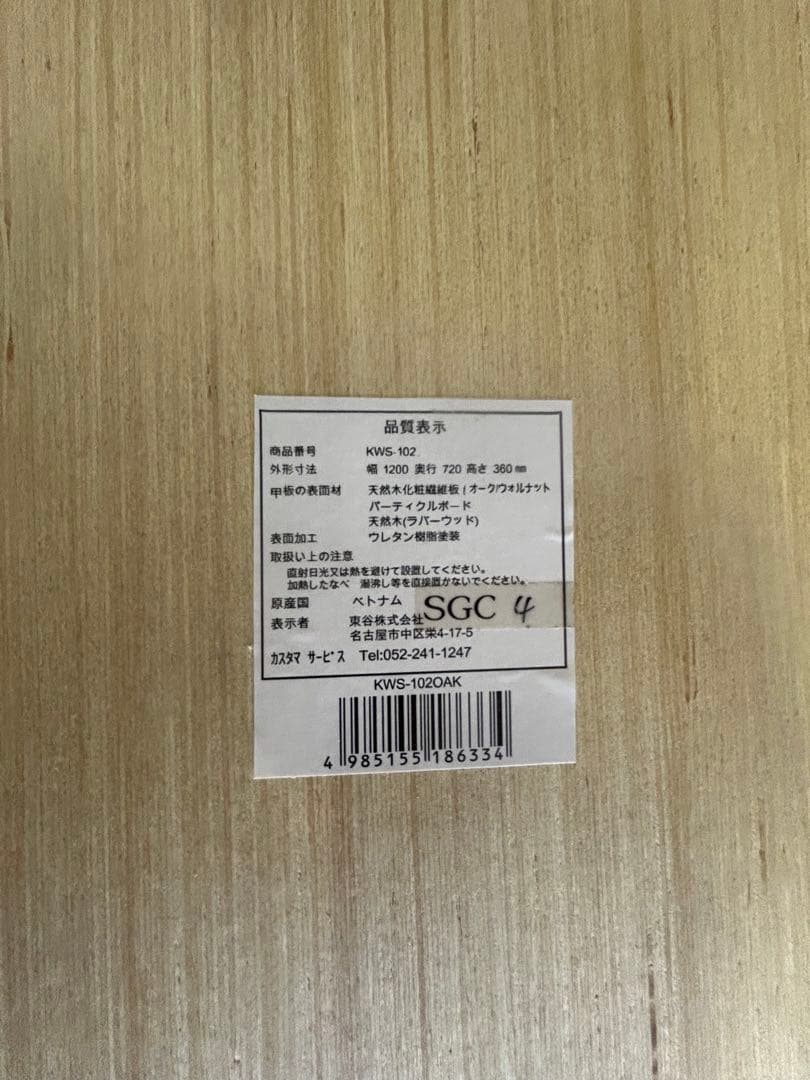 品質表示
商品番号 KWS-102
外形寸法 幅 1200 奥行 720 高さ 360㎜
甲板の表面材 天然木化粧繊維板(オーク/ウォルナット
パーティクルボード
天然木(ラバーウッド)
表面加工 ウレタン樹脂塗装
取扱い上の注意
直射日光又は熱を避けて設置してください。
加熱したなべ 湯沸し等を直接置かないでください。
原産国 ベトナム
SGC 4
表示者 東谷株式会社
名古屋市中区栄4-17-5
ｶｽﾀﾏ ｻｰﾋﾞｽ Tel:052-241-1247
KWS-102OAK
4 985155 186334